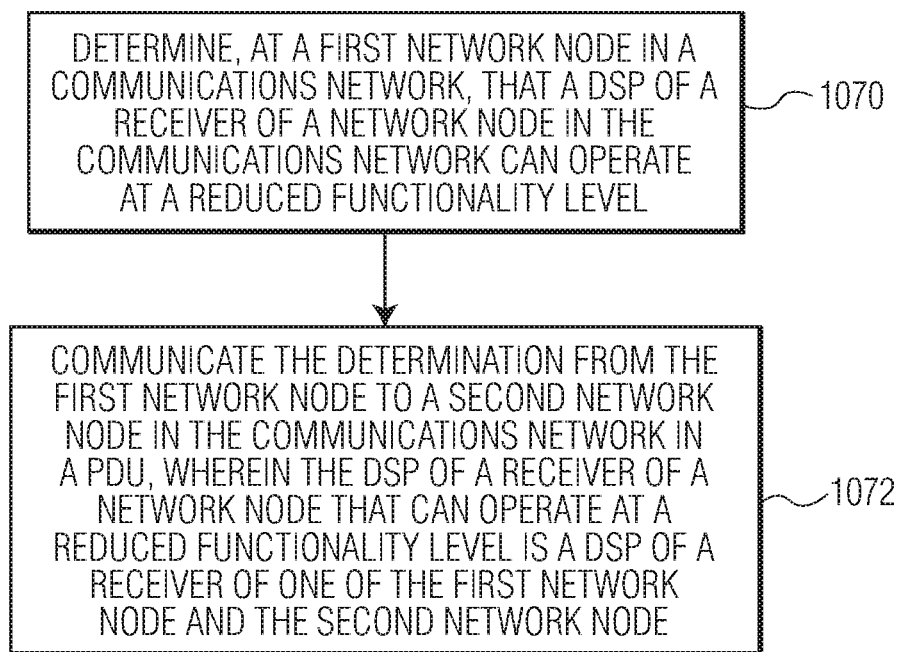 DETERMINE, AT A FIRST NETWORK NODE IN A
COMMUNICATIONS NETWORK, THAT A DSP OF A
RECEIVER OF A NETWORK NODE IN THE
COMMUNICATIONS NETWORK CAN OPERATE
AT A REDUCED FUNCTIONALITY LEVEL
1070
COMMUNICATE THE DETERMINATION FROM THE
FIRST NETWORK NODE TO A SECOND NETWORK
NODE IN THE COMMUNICATIONS NETWORK IN
A PDU, WHEREIN THE DSP OF A RECEIVER OF A
NETWORK NODE THAT CAN OPERATE AT A
REDUCED FUNCTIONALITY LEVEL IS A DSP OF A
RECEIVER OF ONE OF THE FIRST NETWORK
NODE AND THE SECOND NETWORK NODE
1072